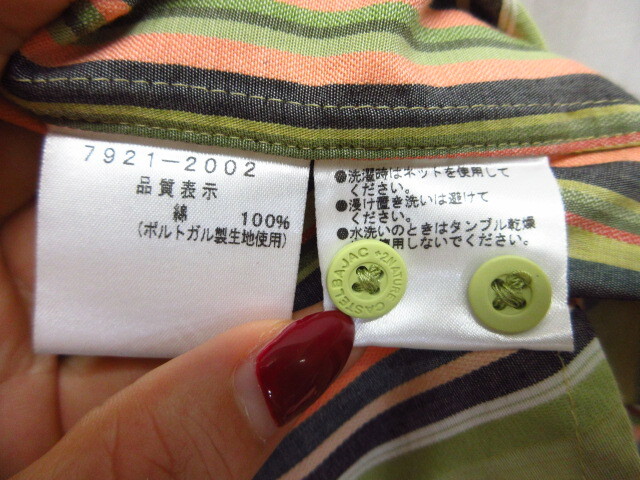 7921-2002
品質表示
綿 100%
(ポルトガル製生地使用)
●洗濯時はネットを使用して
ください。
●浸け置き洗いは避けて
ください。
●水洗いのときはタンブル乾燥
使用しないでください。
CASTELBAJAC +2NATURE